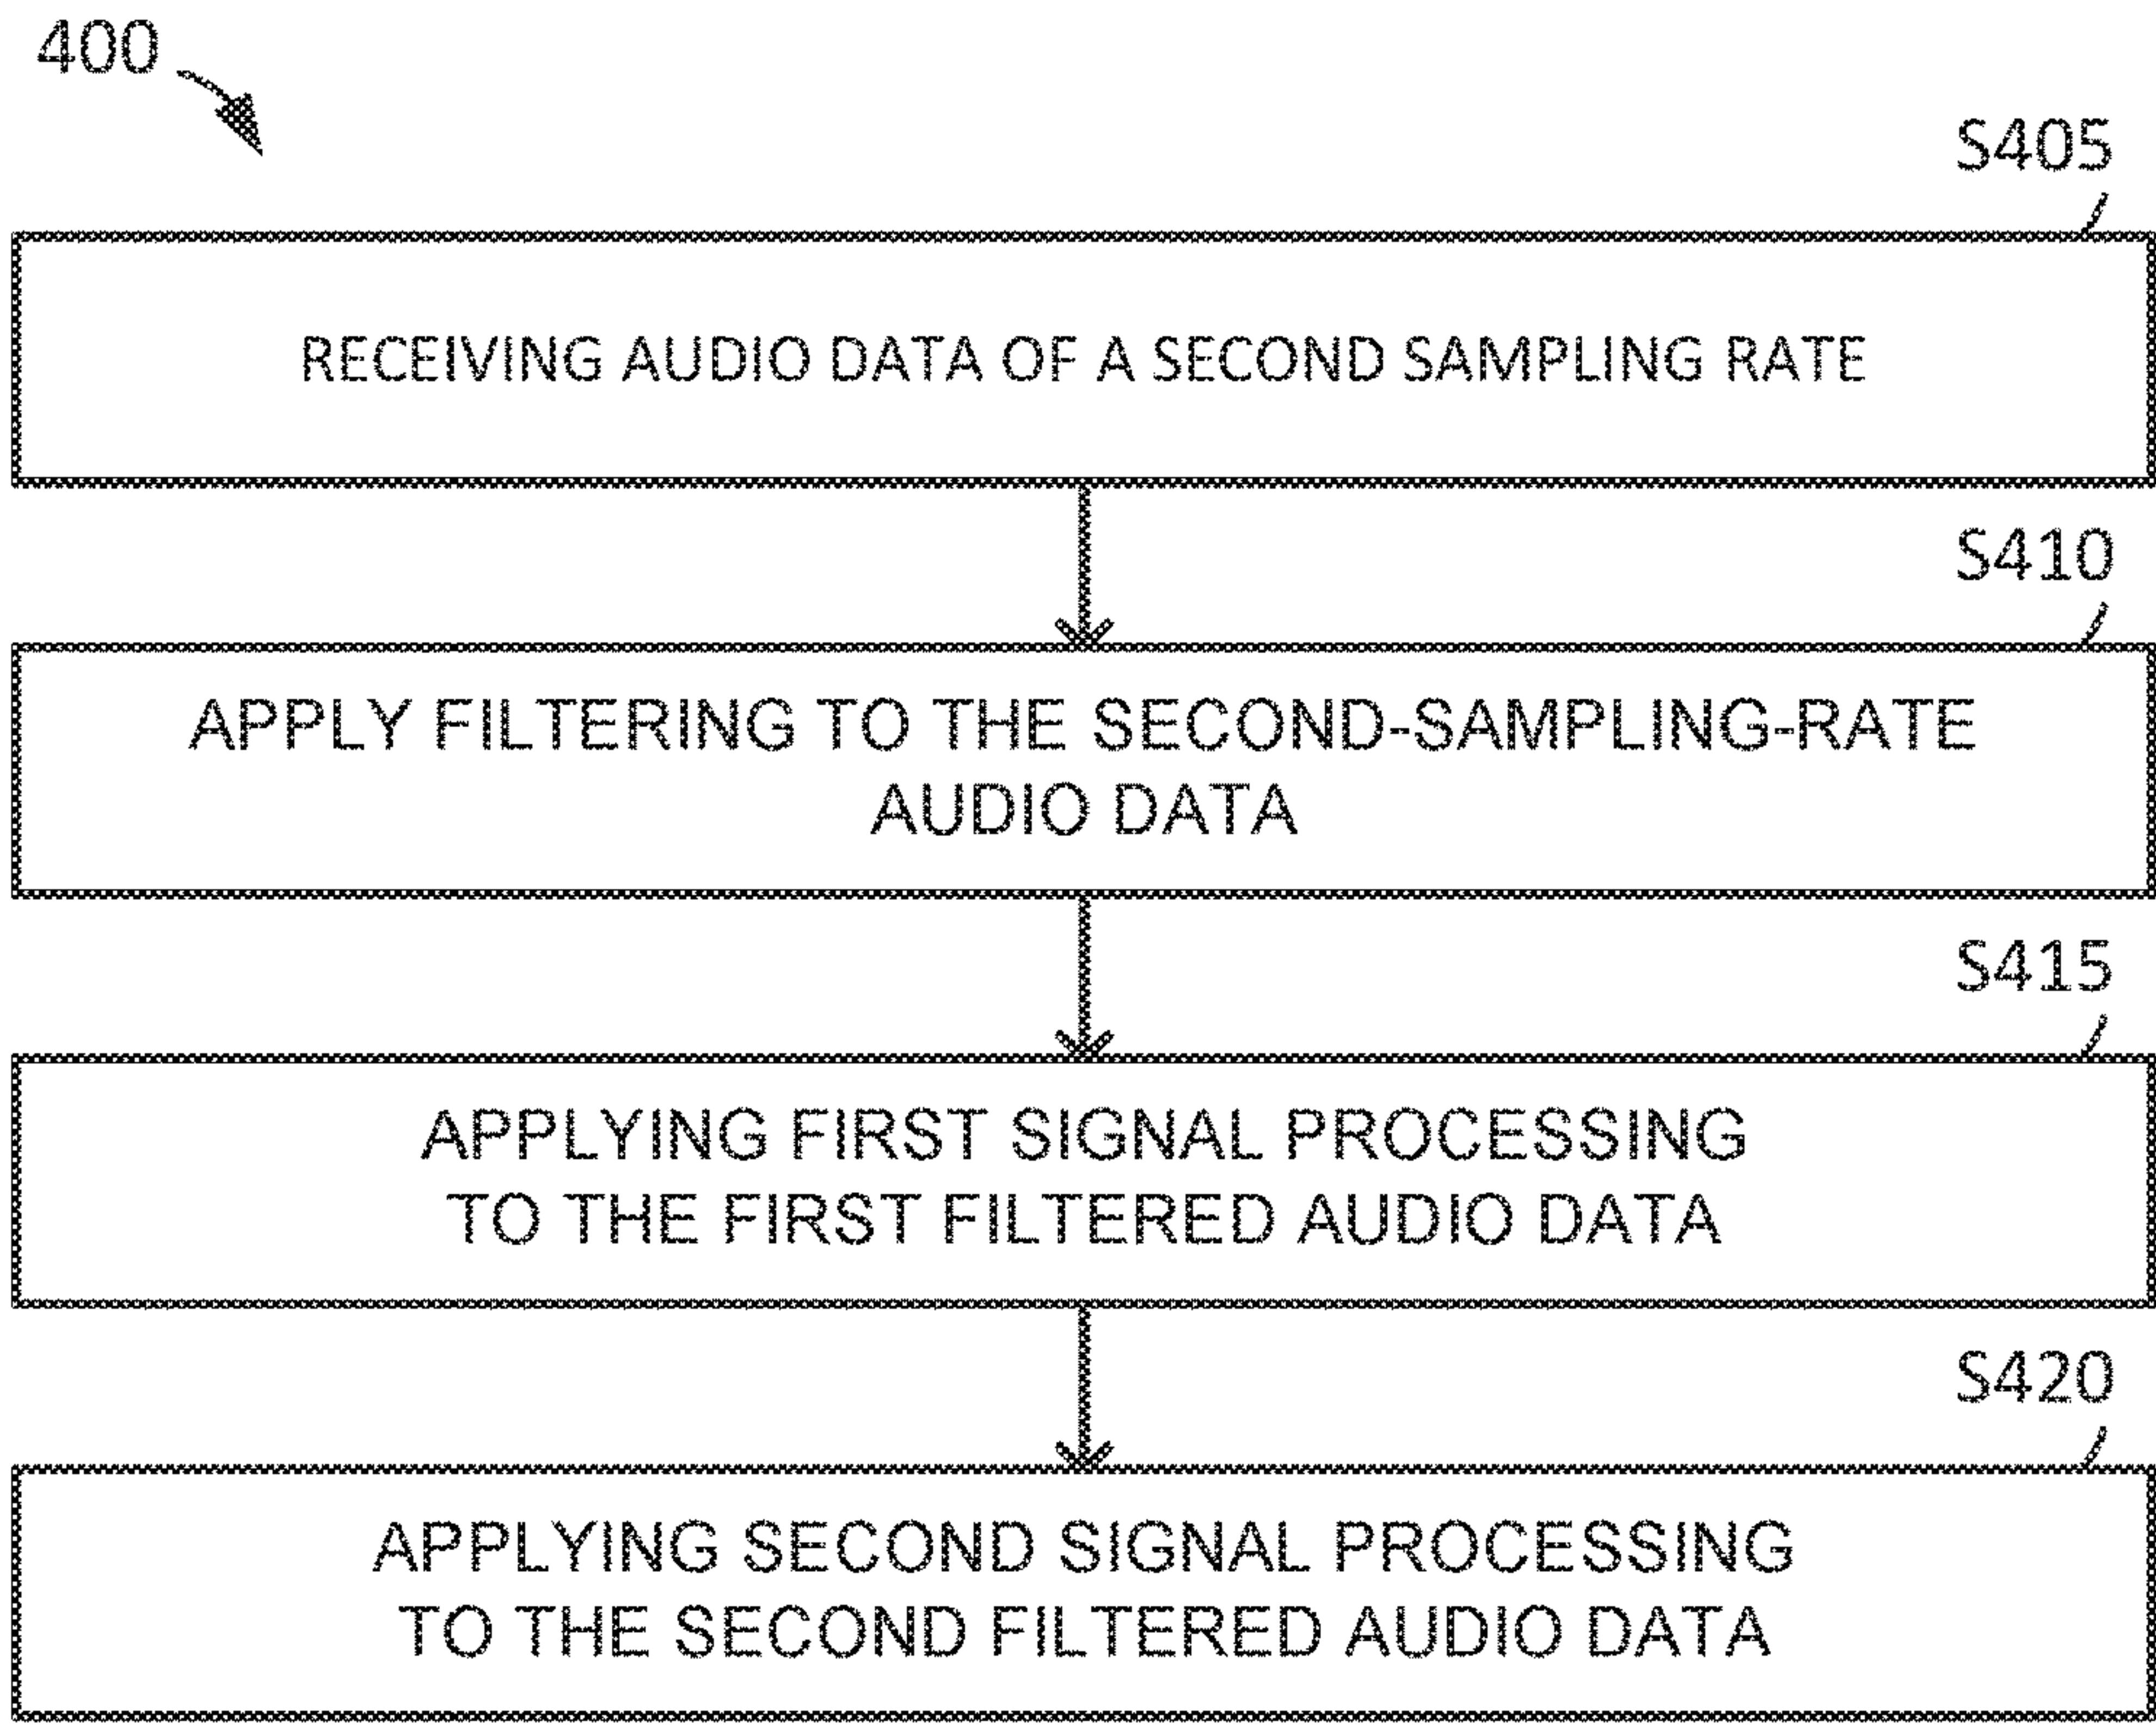 400
S405
RECEIVING AUDIO DATA OF A SECOND SAMPLING RATE
S410
APPLY FILTERING TO THE SECOND-SAMPLING-RATE
AUDIO DATA
S415
APPLYING FIRST SIGNAL PROCESSING
TO THE FIRST FILTERED AUDIO DATA
S420
APPLYING SECOND SIGNAL PROCESSING
TO THE SECOND FILTERED AUDIO DATA